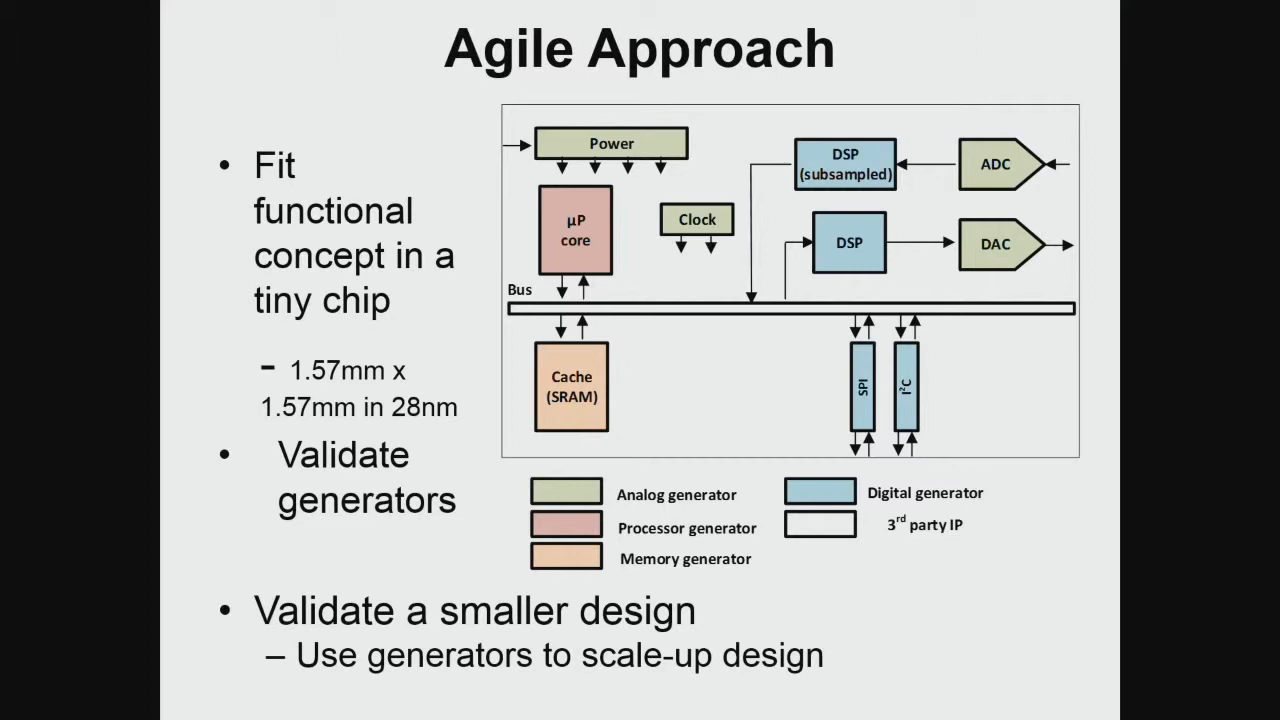 Agile Approach
• Fit
functional
concept in a
tiny chip
- 1.57mm x
1.57mm in 28nm
• Validate
generators
Power
µP
core
Clock
DSP
(subsampled)
ADC
DSP
DAC
Bus
Cache
(SRAM)
SPI
I²C
Analog generator
Digital generator
Processor generator
3rd party IP
Memory generator
• Validate a smaller design
– Use generators to scale-up design